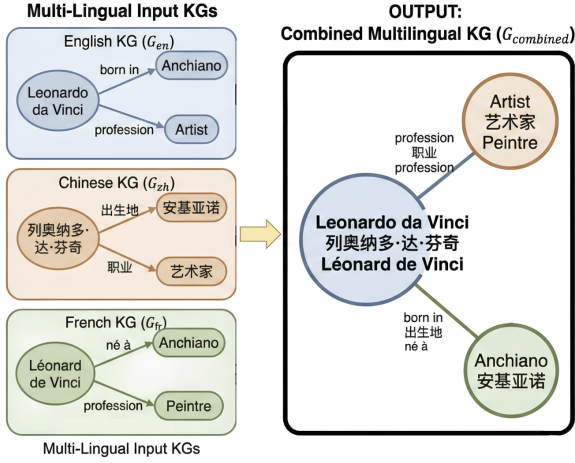 Multi-Lingual Input KGs
English KG (G_en)
Leonardo
da Vinci
born in
Anchiano
profession
Artist
Chinese KG (G_zh)
列奥纳多·
达·芬奇
出生地
安基亚诺
职业
艺术家
French KG (G_fr)
Léonard
de Vinci
né à
Anchiano
profession
Peintre
Multi-Lingual Input KGs
OUTPUT:
Combined Multilingual KG (G_combined)
Artist
艺术家
Peintre
profession
职业
profession
Leonardo da Vinci
列奥纳多·达·芬奇
Léonard de Vinci
born in
出生地
né à
Anchiano
安基亚诺